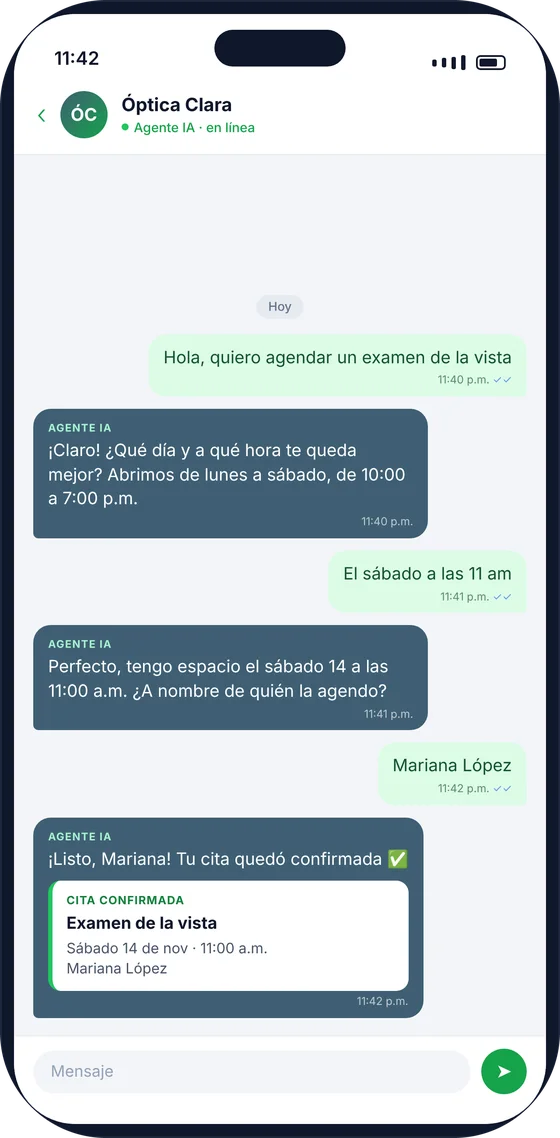 11:42
ÓC
Óptica Clara
Agente IA · en línea
Hoy
Hola, quiero agendar un examen de la vista
11:40 p.m.
AGENTE IA
¡Claro! ¿Qué día y a qué hora te queda
mejor? Abrimos de lunes a sábado, de 10:00
a 7:00 p.m.
11:40 p.m.
El sábado a las 11 am
11:41 p.m.
AGENTE IA
Perfecto, tengo espacio el sábado 14 a las
11:00 a.m. ¿A nombre de quién la agendo?
11:41 p.m.
Mariana López
11:42 p.m.
AGENTE IA
¡Listo, Mariana! Tu cita quedó confirmada ✅
CITA CONFIRMADA
Examen de la vista
Sábado 14 de nov · 11:00 a.m.
Mariana López
11:42 p.m.
Mensaje